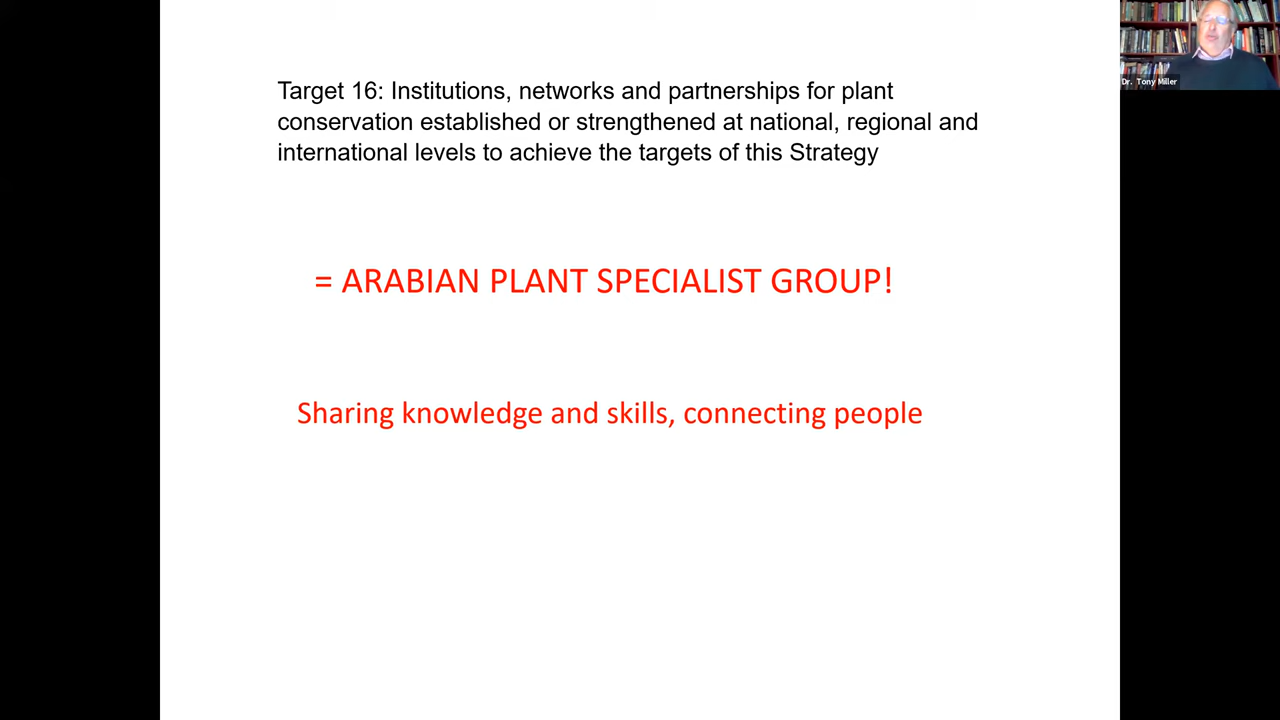 Target 16: Institutions, networks and partnerships for plant
conservation established or strengthened at national, regional and
international levels to achieve the targets of this Strategy
= ARABIAN PLANT SPECIALIST GROUP!
Sharing knowledge and skills, connecting people
Dr. Tony Miller